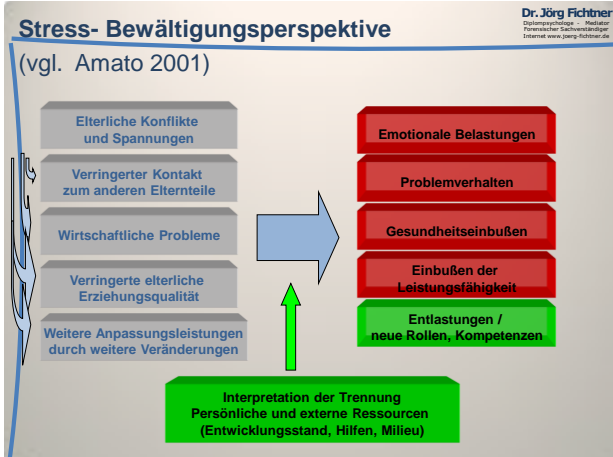 Stress- Bewältigungsperspektive
(vgl. Amato 2001)
Dr. Jörg Fichtner
Diplompsychologe - Mediator
Forensischer Sachverständiger
Internet www.joerg-fichtner.de
Elterliche Konflikte
und Spannungen
Verringerter Kontakt
zum anderen Elternteile
Wirtschaftliche Probleme
Verringerte elterliche
Erziehungsqualität
Weitere Anpassungsleistungen
durch weitere Veränderungen
Emotionale Belastungen
Problemverhalten
Gesundheitseinbußen
Einbußen der
Leistungsfähigkeit
Entlastungen /
neue Rollen, Kompetenzen
Interpretation der Trennung
Persönliche und externe Ressourcen
(Entwicklungsstand, Hilfen, Milieu)